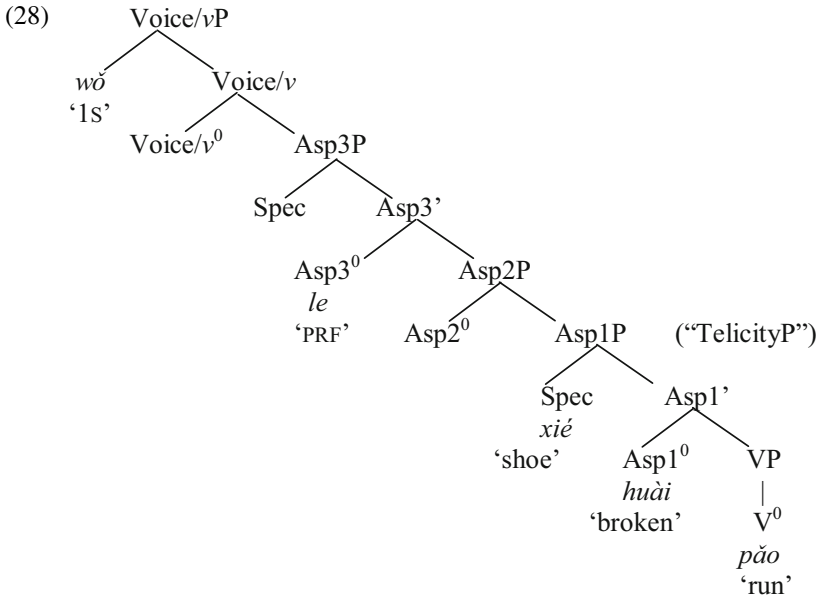 (28) Voice/vP
wǒ Voice/v
‘1S’
Voice/v⁰ Asp3P
Spec Asp3’
Asp3⁰ Asp2P
le
‘PRF’ Asp2⁰ Asp1P (“TelicityP”)
Spec Asp1’
xié
‘shoe’ Asp1⁰ VP
huài |
‘broken’ V⁰
pǎo
‘run’